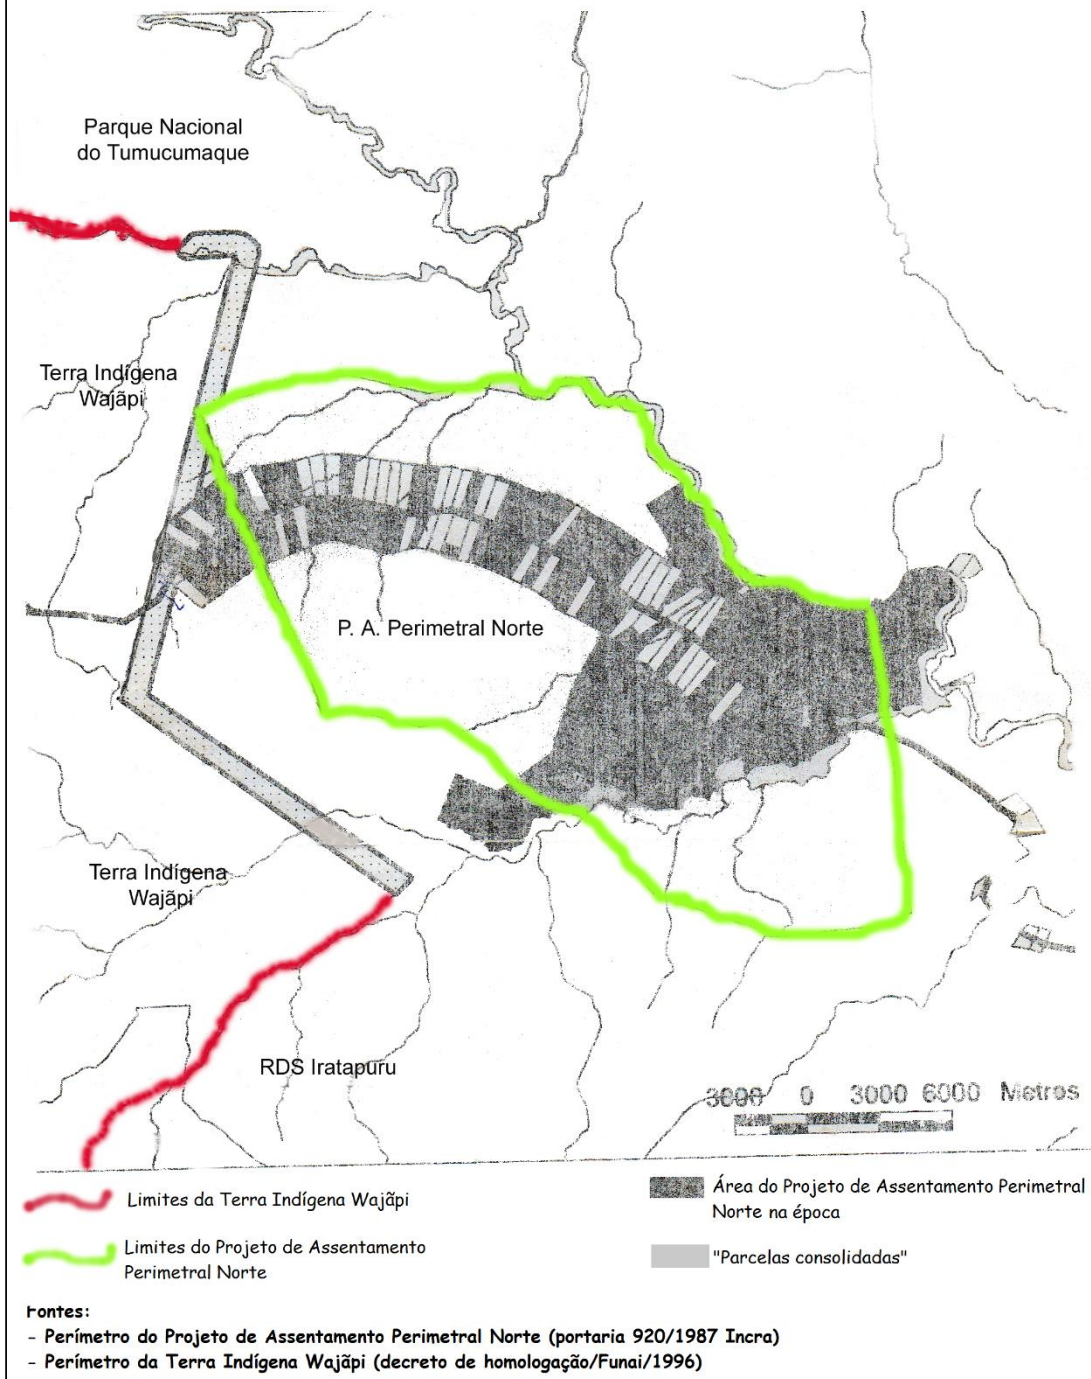 Parque Nacional
do Tumucumaque
Terra Indígena
Wajãpi
P. A. Perimetral Norte
Terra Indígena
Wajãpi
RDS Iratapuru
3000 0 3000 6000 Metros
Limites da Terra Indígena Wajãpi
Limites do Projeto de Assentamento
Perimetral Norte
Área do Projeto de Assentamento Perimetral
Norte na época
"Parcelas consolidadas"
Fontes:
- Perímetro do Projeto de Assentamento Perimetral Norte (portaria 920/1987 Incra)
- Perímetro da Terra Indígena Wajãpi (decreto de homologação/Funai/1996)